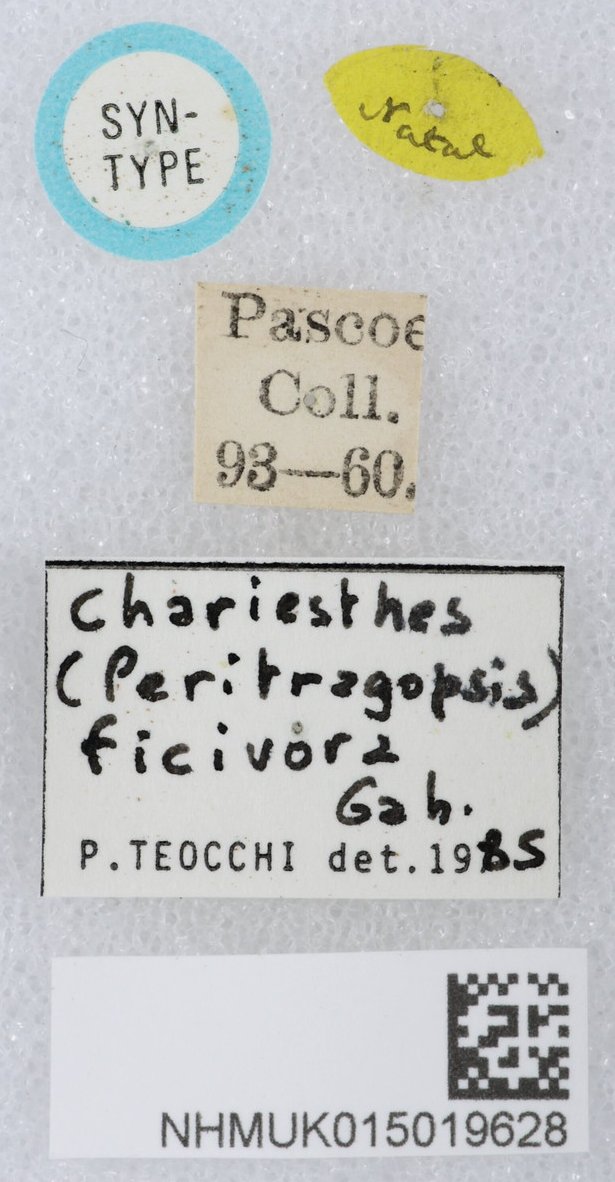 SYN-
TYPE
Natal
Pascoe
Coll.
93—60.
Chariesthes
(Peritragopsis)
ficivora
Gah.
P.TEOCCHI det.1985
NHMUK015019628